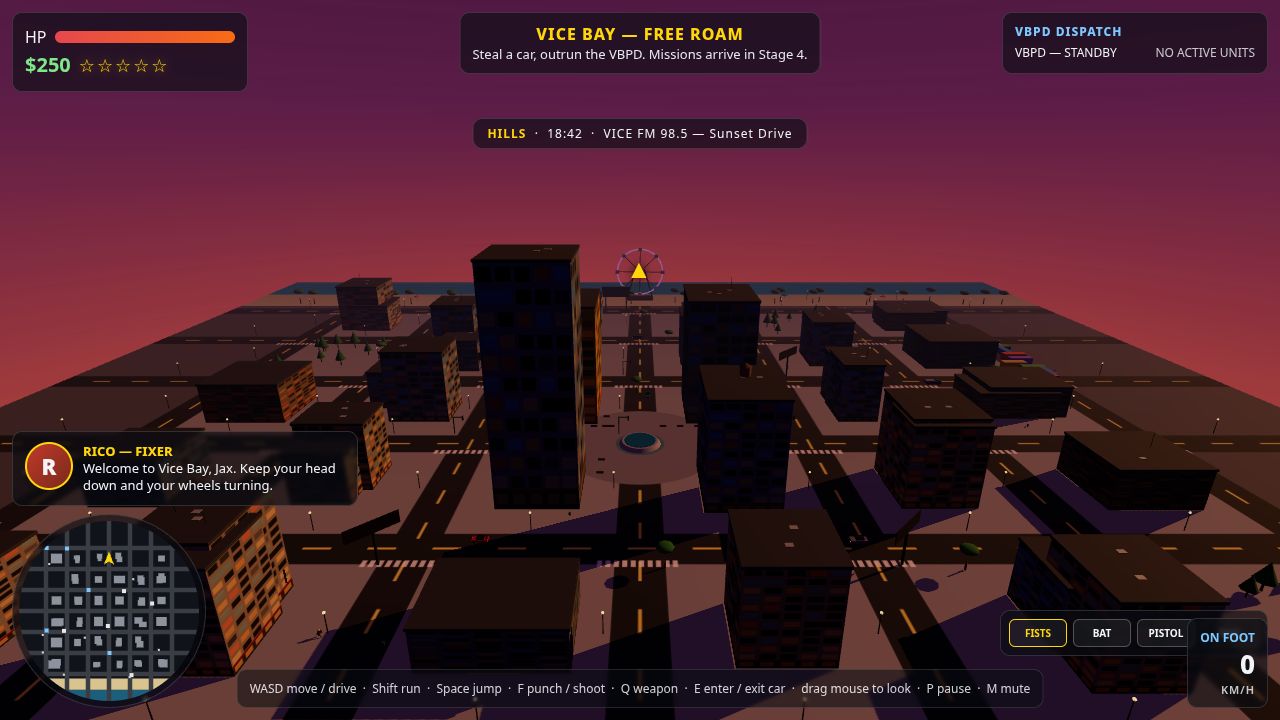 HP
$250 ☆☆☆☆☆
VICE BAY — FREE ROAM
Steal a car, outrun the VBPD. Missions arrive in Stage 4.
VBPD DISPATCH
VBPD — STANDBY NO ACTIVE UNITS
HILLS · 18:42 · VICE FM 98.5 — Sunset Drive
R
RICO — FIXER
Welcome to Vice Bay, Jax. Keep your head
down and your wheels turning.
FISTS BAT PISTOL
ON FOOT
0
KM/H
WASD move / drive · Shift run · Space jump · F punch / shoot · Q weapon · E enter / exit car · drag mouse to look · P pause · M mute